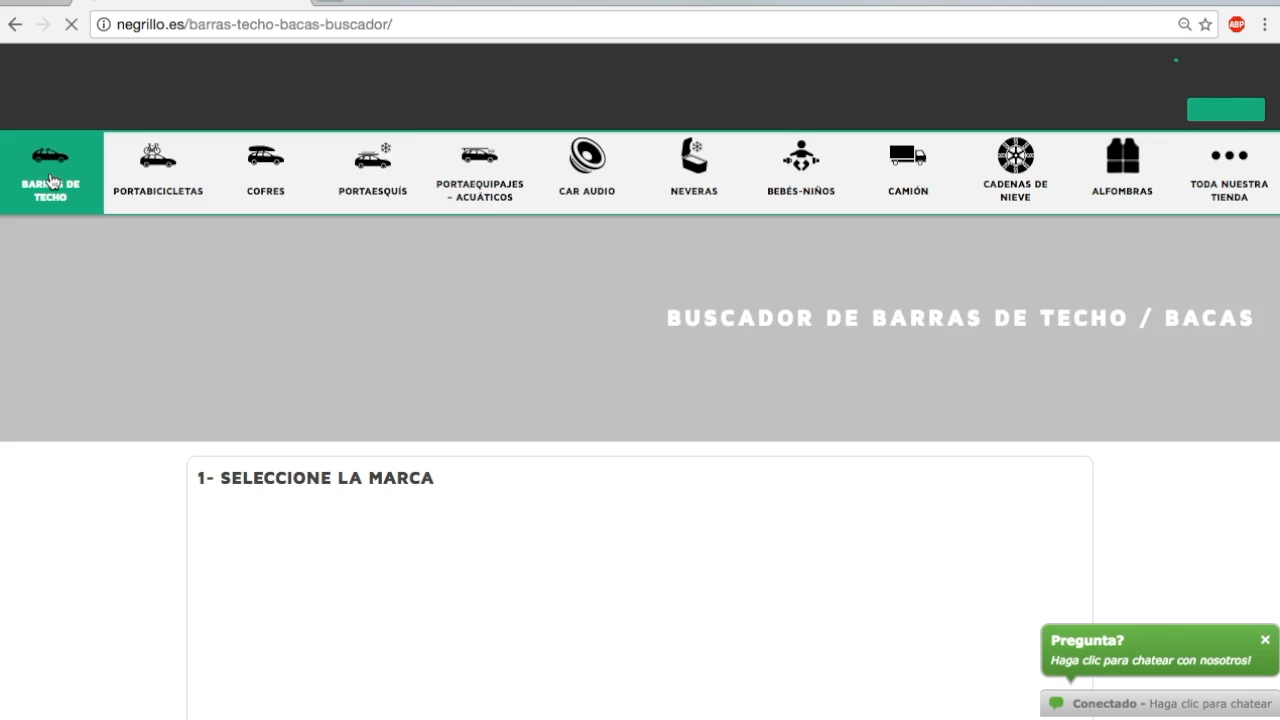 negrillo.es/barras-techo-bacas-buscador/
ABP
BARRAS DE
TECHO
PORTABICICLETAS
COFRES
PORTAESQUÍS
PORTAEQUIPAJES
- ACUÁTICOS
CAR AUDIO
NEVERAS
BEBÉS-NIÑOS
CAMIÓN
CADENAS DE
NIEVE
ALFOMBRAS
TODA NUESTRA
TIENDA
BUSCADOR DE BARRAS DE TECHO / BACAS
1- SELECCIONE LA MARCA
Pregunta?
Haga clic para chatear con nosotros!
Conectado - Haga clic para chatear